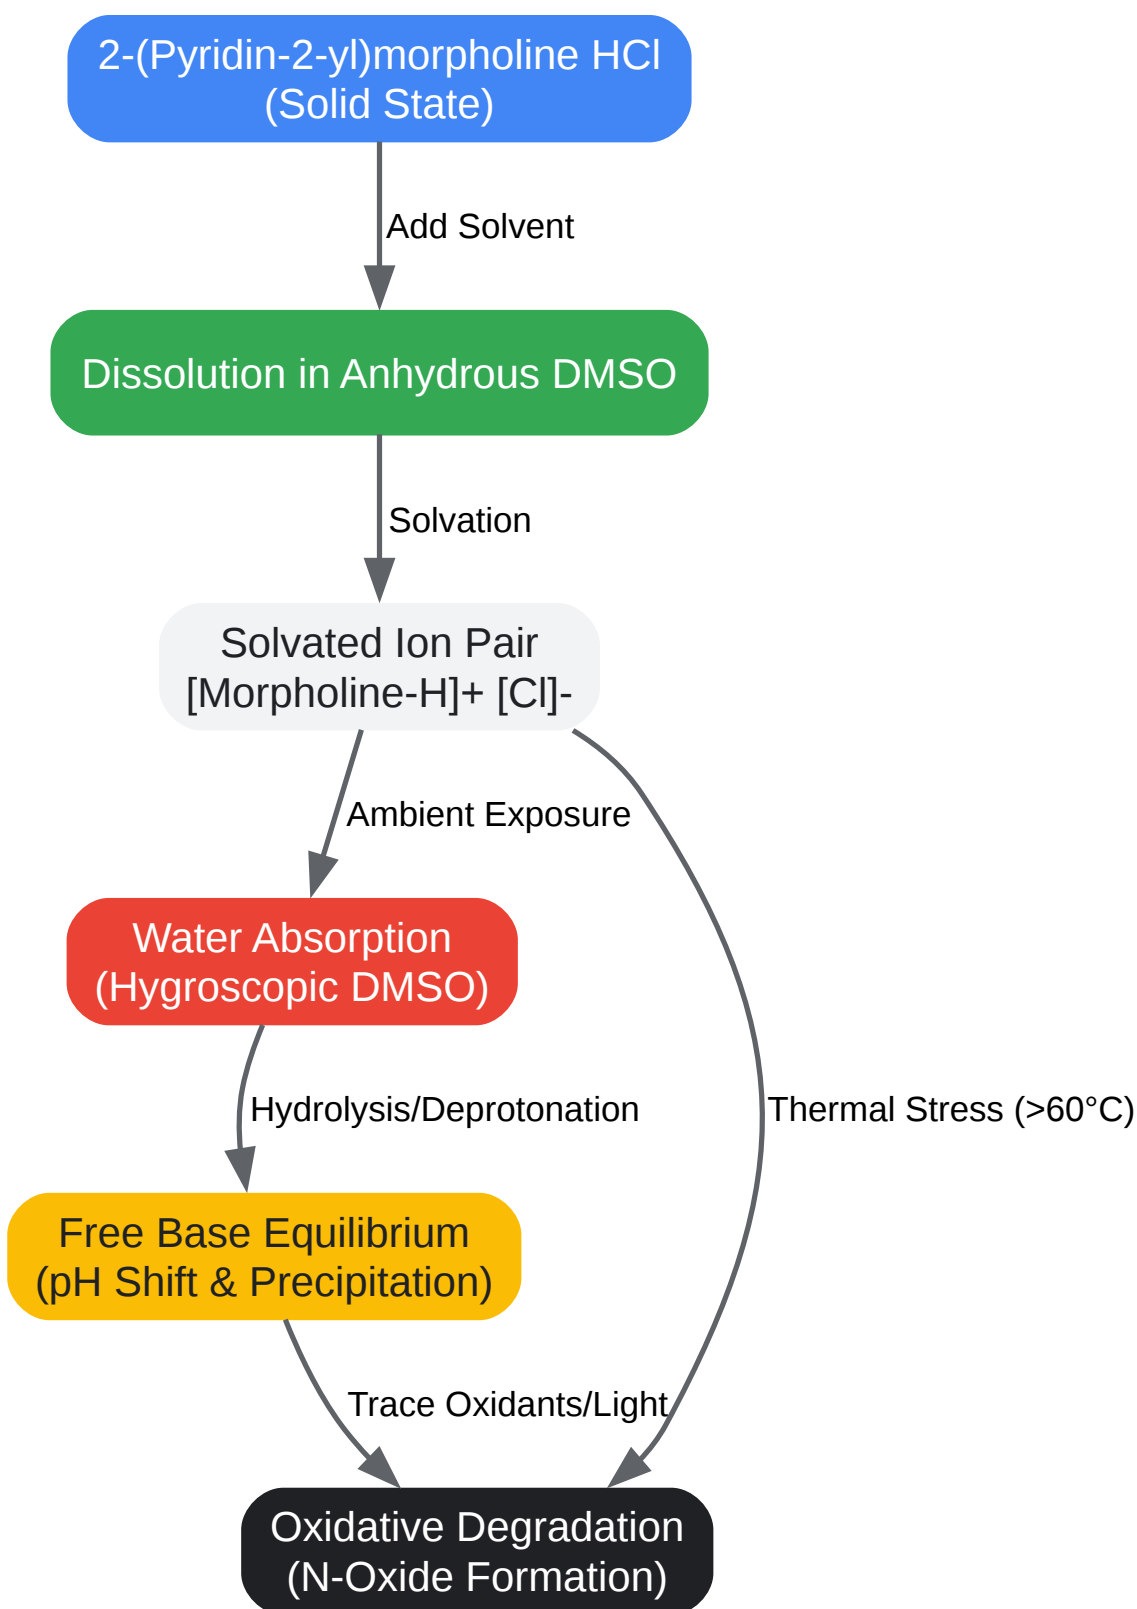 2-(Pyridin-2-yl)morpholine HCl
(Solid State)
Add Solvent
Dissolution in Anhydrous DMSO
Solvation
Solvated Ion Pair
[Morpholine-H]+ [Cl]-
Ambient Exposure
Water Absorption
(Hygroscopic DMSO)
Hydrolysis/Deprotonation
Thermal Stress (>60°C)
Free Base Equilibrium
(pH Shift & Precipitation)
Trace Oxidants/Light
Oxidative Degradation
(N-Oxide Formation)